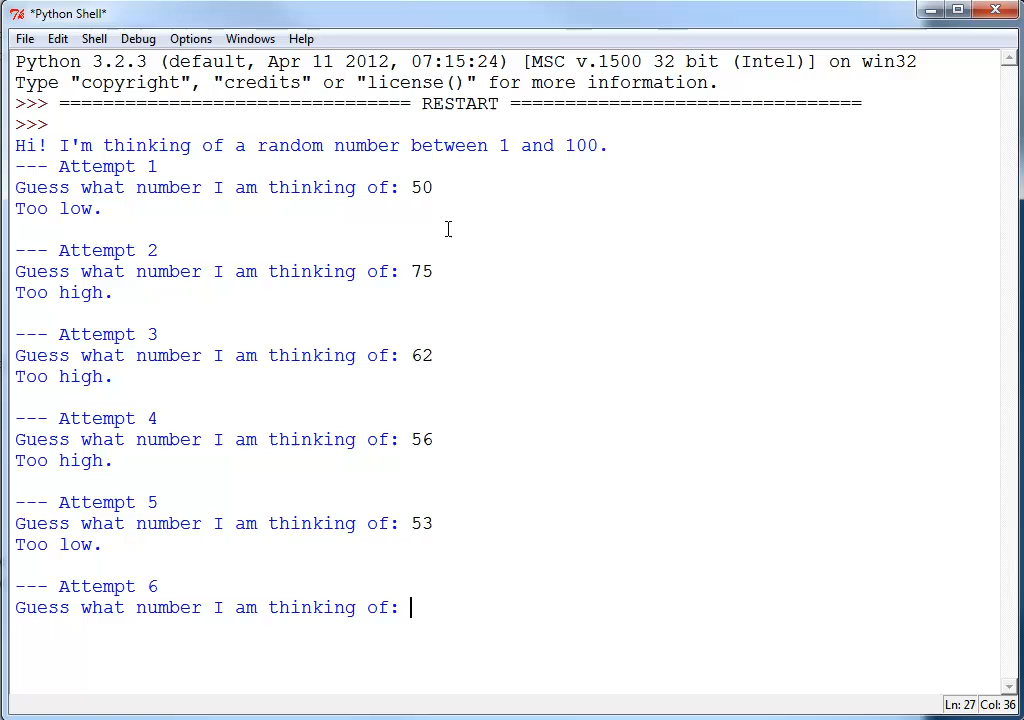 *Python Shell*
File Edit Shell Debug Options Windows Help
Python 3.2.3 (default, Apr 11 2012, 07:15:24) [MSC v.1500 32 bit (Intel)] on win32
Type "copyright", "credits" or "license()" for more information.
>>> ================================ RESTART ================================
>>>
Hi! I'm thinking of a random number between 1 and 100.
--- Attempt 1
Guess what number I am thinking of: 50
Too low.
--- Attempt 2
Guess what number I am thinking of: 75
Too high.
--- Attempt 3
Guess what number I am thinking of: 62
Too high.
--- Attempt 4
Guess what number I am thinking of: 56
Too high.
--- Attempt 5
Guess what number I am thinking of: 53
Too low.
--- Attempt 6
Guess what number I am thinking of:
Ln: 27 Col: 36